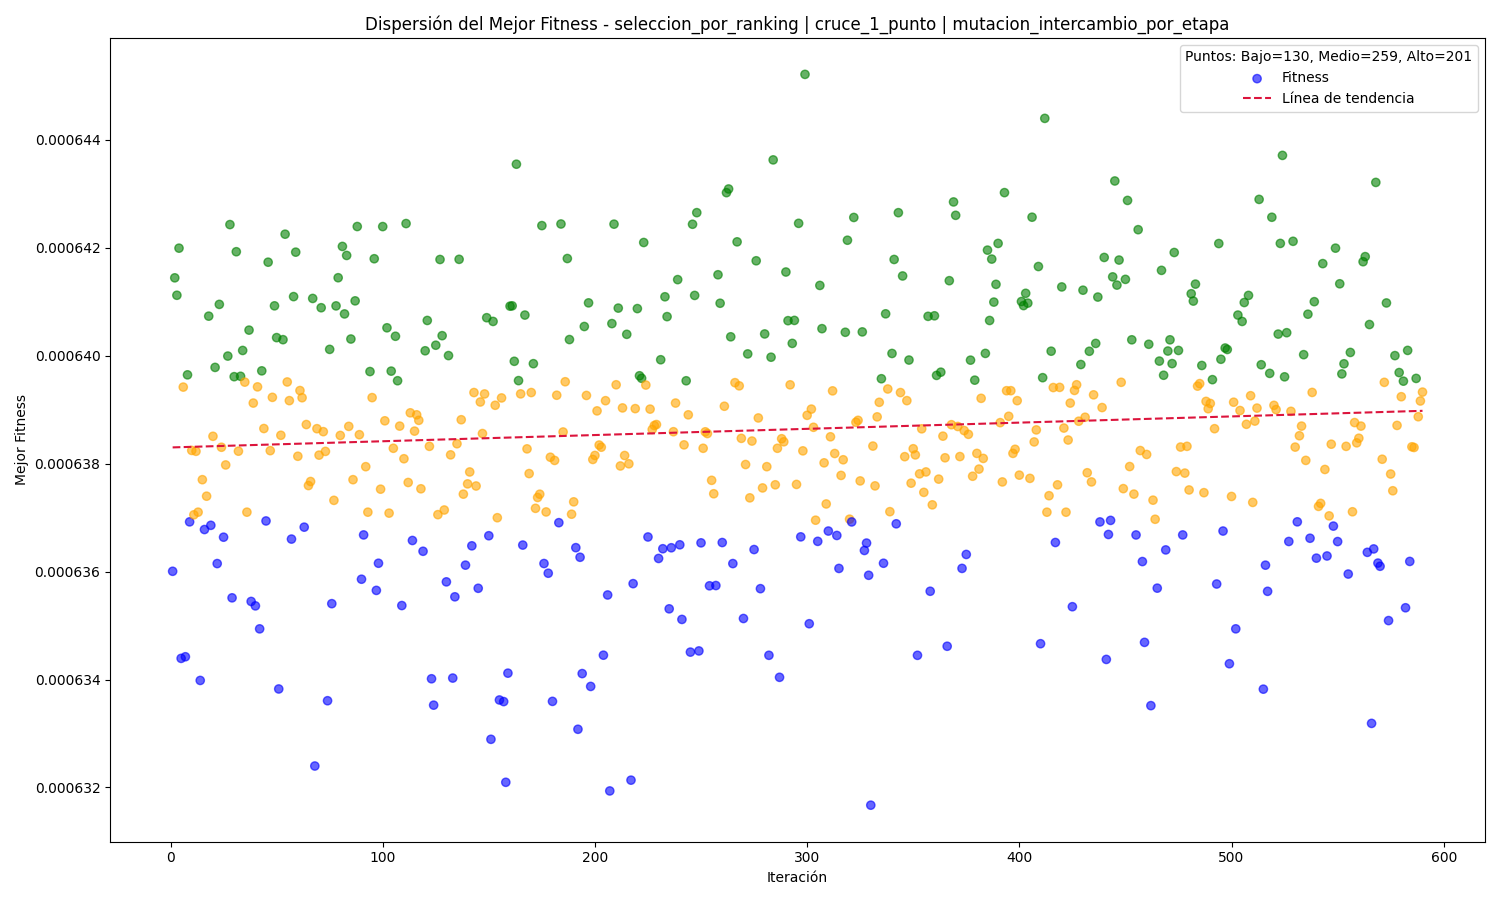 Dispersión del Mejor Fitness - seleccion_por_ranking | cruce_1_punto | mutacion_intercambio_por_etapa
Puntos: Bajo=130, Medio=259, Alto=201
Fitness
Línea de tendencia
Mejor Fitness
0.000644
0.000642
0.000640
0.000638
0.000636
0.000634
0.000632
0 100 200 300 400 500 600
Iteración